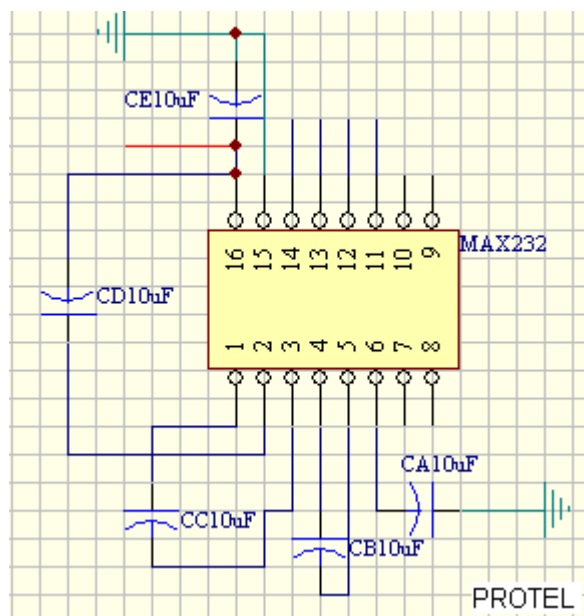 CE10uF
MAX232
16 15 14 13 12 11 10 9
CD10uF
1 2 3 4 5 6 7 8
CA10uF
CC10uF
CB10uF
PROTEL